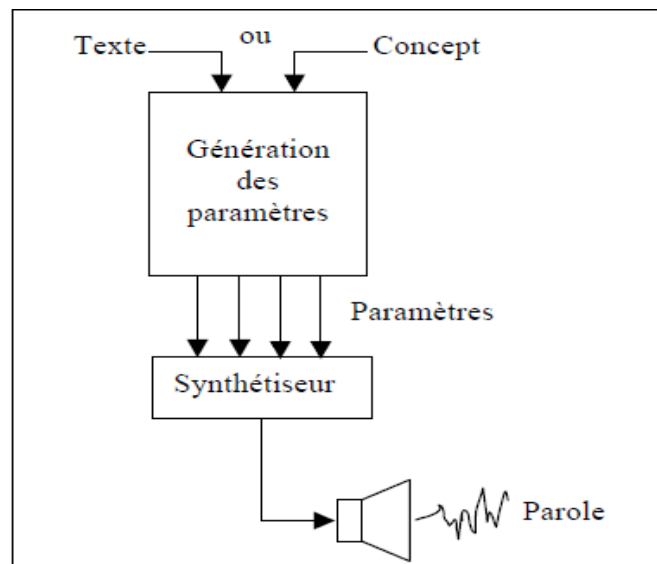 Texte ou Concept
Génération
des
paramètres
Paramètres
Synthétiseur
Parole